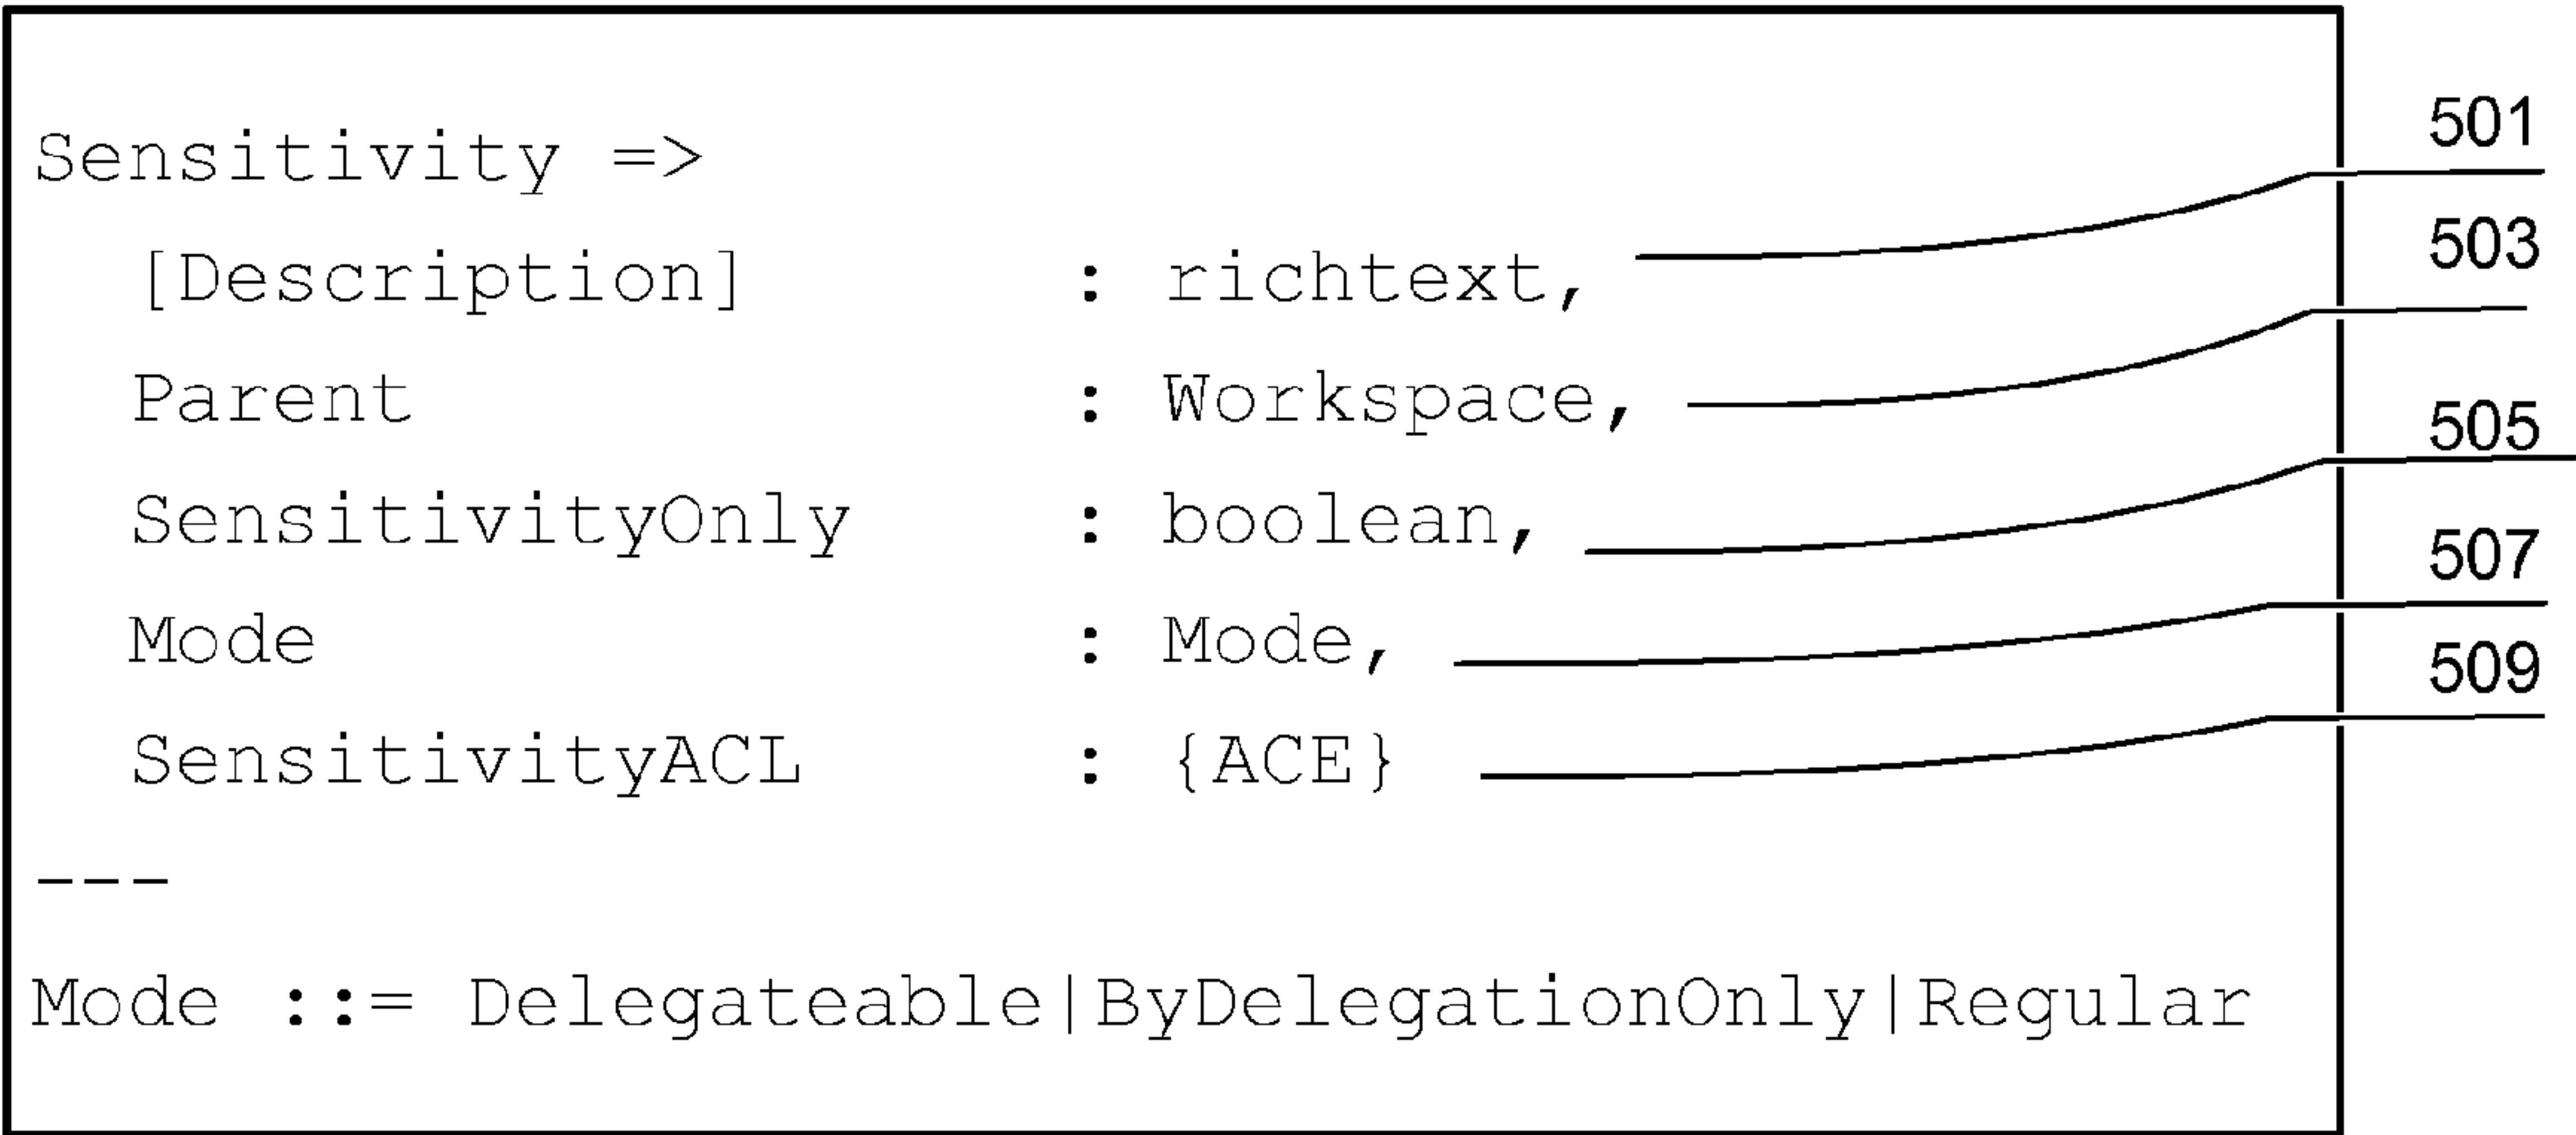 Sensitivity =>
[Description] : richtext, 501
Parent : Workspace, 503
SensitivityOnly : boolean, 505
Mode : Mode, 507
SensitivityACL : {ACE} 509
---
Mode ::= Delegateable|ByDelegationOnly|Regular